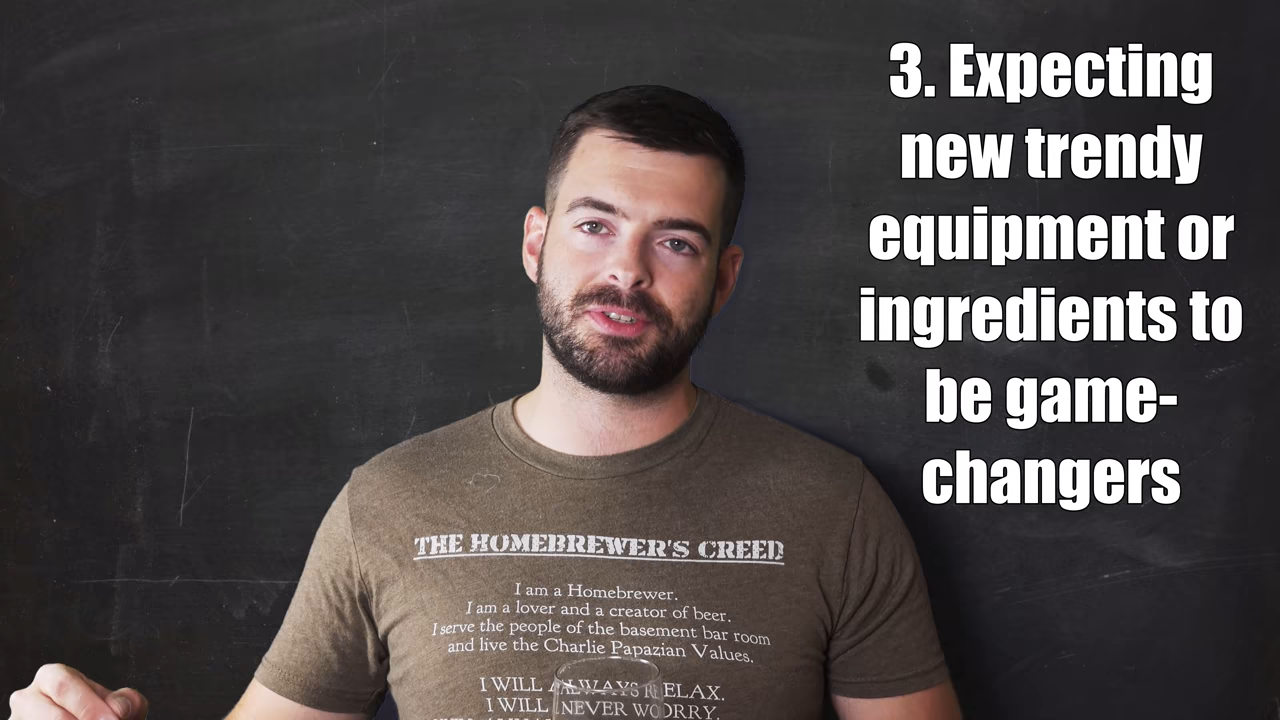 3. Expecting
new trendy
equipment or
ingredients to
be game-
changers
THE HOMEBREWER'S CREED
I am a Homebrewer.
I am a lover and a creator of beer.
I serve the people of the basement bar room
and live the Charlie Papazian Values.
I WILL ALWAYS RELAX.
I WILL NEVER WORRY.